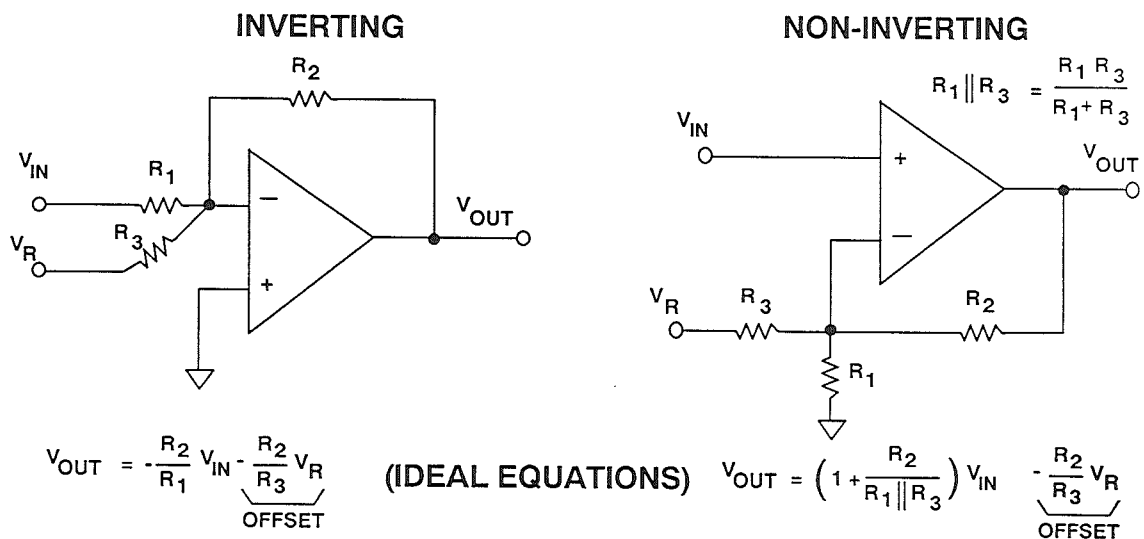 INVERTING
R2
VIN
R1
VR
R3
−
+
VOUT
VOUT = -R2/R1 VIN - R2/R3 VR
OFFSET
(IDEAL EQUATIONS)
NON-INVERTING
R1||R3 = R1 R3/R1+ R3
VIN
+
−
VOUT
VR
R3
R2
R1
VOUT = (1 + R2/R1||R3) VIN - R2/R3 VR
OFFSET